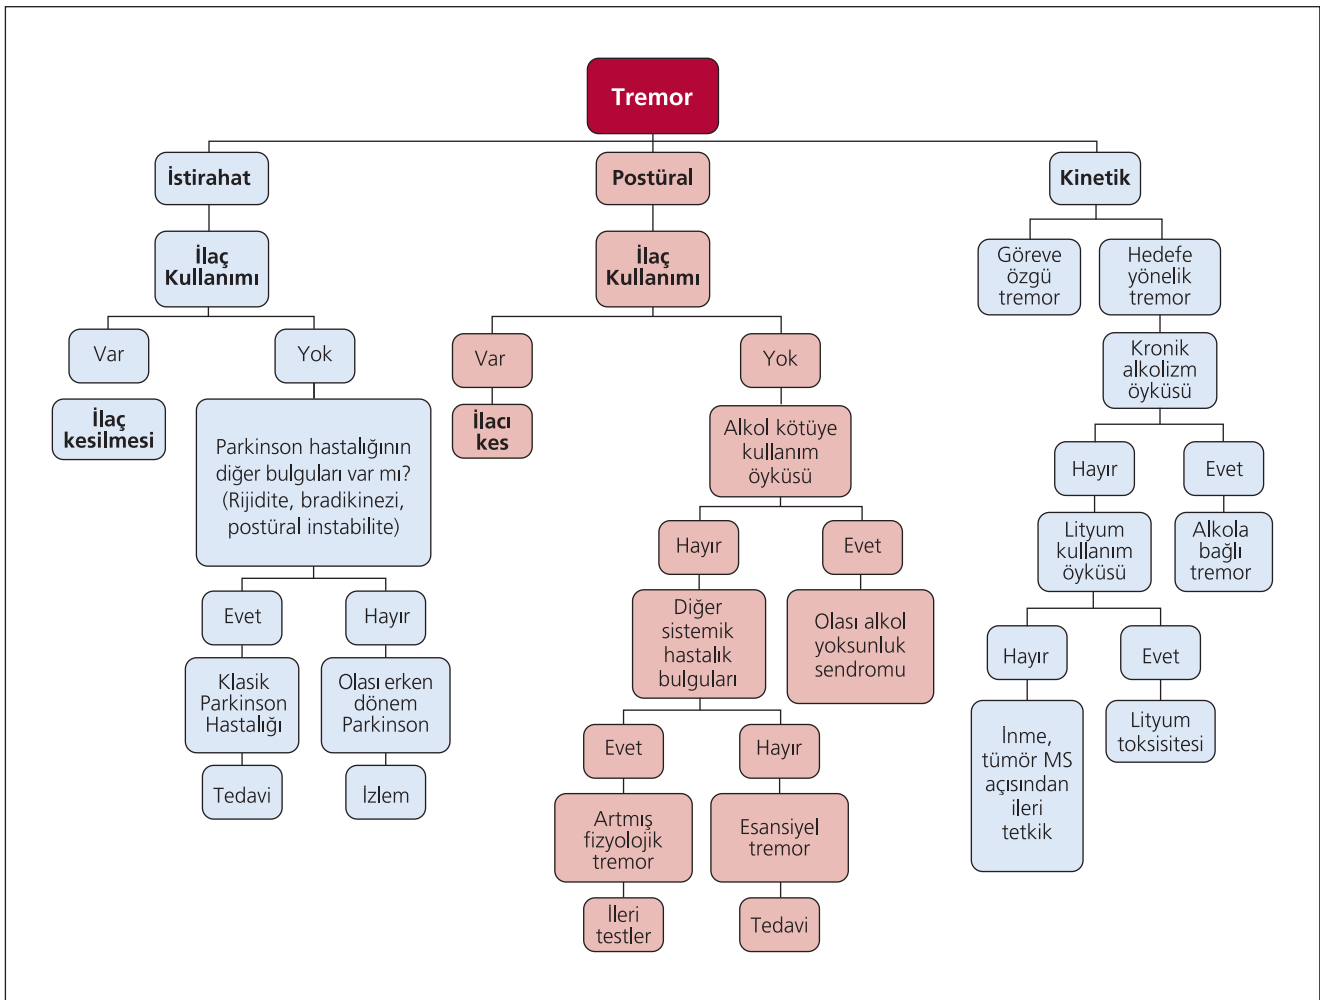 Tremor
İstirahat
Postüral
Kinetik
İlaç
Kullanımı
İlaç
Kullanımı
Göreve
özgü
tremor
Hedefe
yönelik
tremor
Var
Yok
Var
Yok
Kronik
alkolizm
öyküsü
İlaç
kesilmesi
Parkinson hastalığının
diğer bulguları var mı?
(Rijidite, bradikinezi,
postüral instabilite)
İlacı
kes
Alkol kötüye
kullanım
öyküsü
Hayır
Evet
Hayır
Evet
Lityum
kullanım
öyküsü
Alkola
bağlı
tremor
Evet
Hayır
Diğer
sistemik
hastalık
bulguları
Olası alkol
yoksunluk
sendromu
Hayır
Evet
Klasik
Parkinson
Hastalığı
Olası erken
dönem
Parkinson
İnme,
tümör MS
açısından
ileri
tetkik
Lityum
toksisitesi
Evet
Hayır
Tedavi
İzlem
Artmış
fizyolojik
tremor
Esansiyel
tremor
İleri
testler
Tedavi